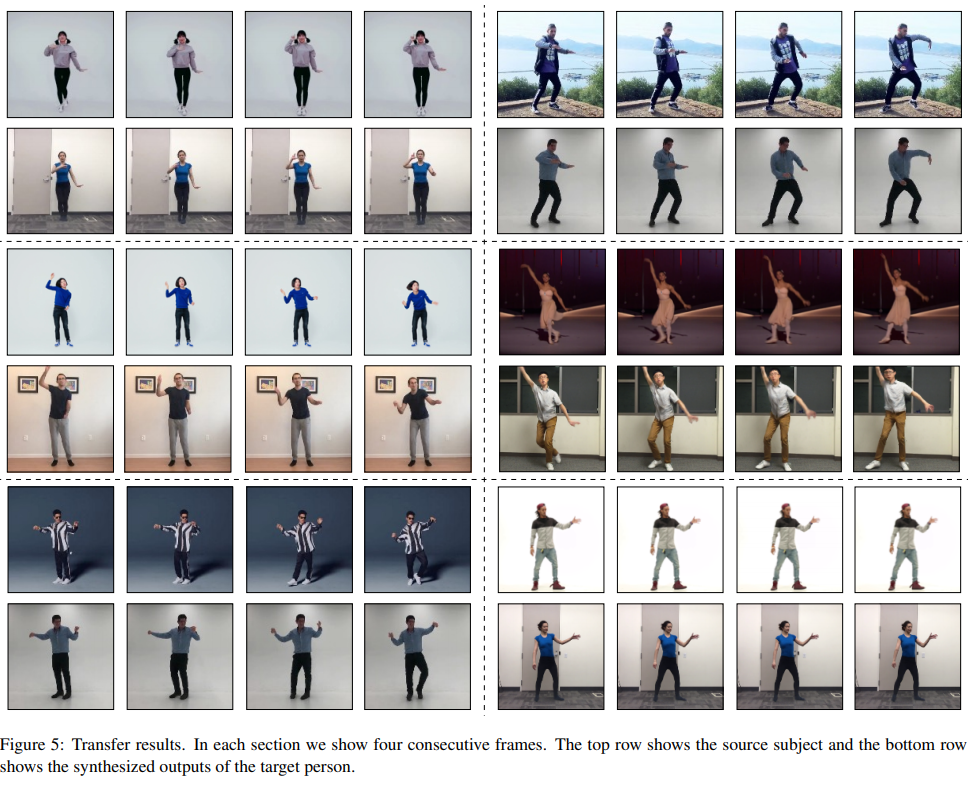 Figure 5: Transfer results. In each section we show four consecutive frames. The top row shows the source subject and the bottom row
shows the synthesized outputs of the target person.